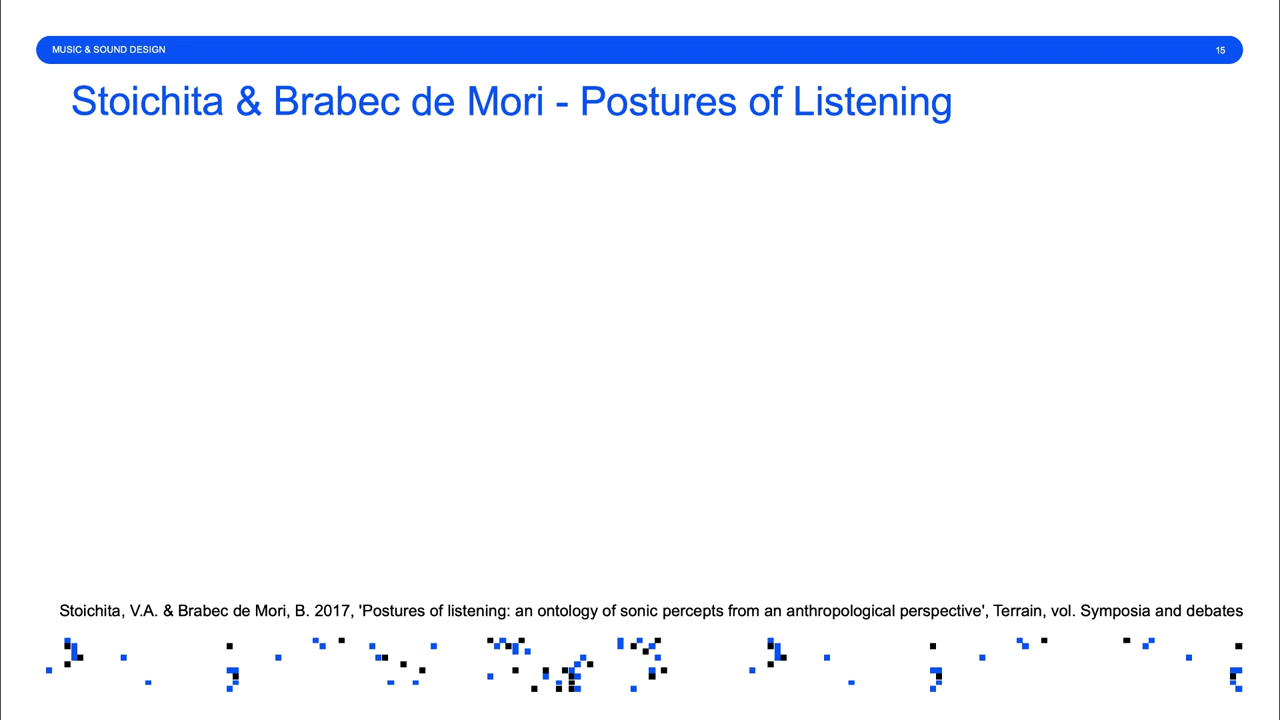 MUSIC & SOUND DESIGN 15
Stoichita & Brabec de Mori - Postures of Listening
Stoichita, V.A. & Brabec de Mori, B. 2017, 'Postures of listening: an ontology of sonic percepts from an anthropological perspective', Terrain, vol. Symposia and debates